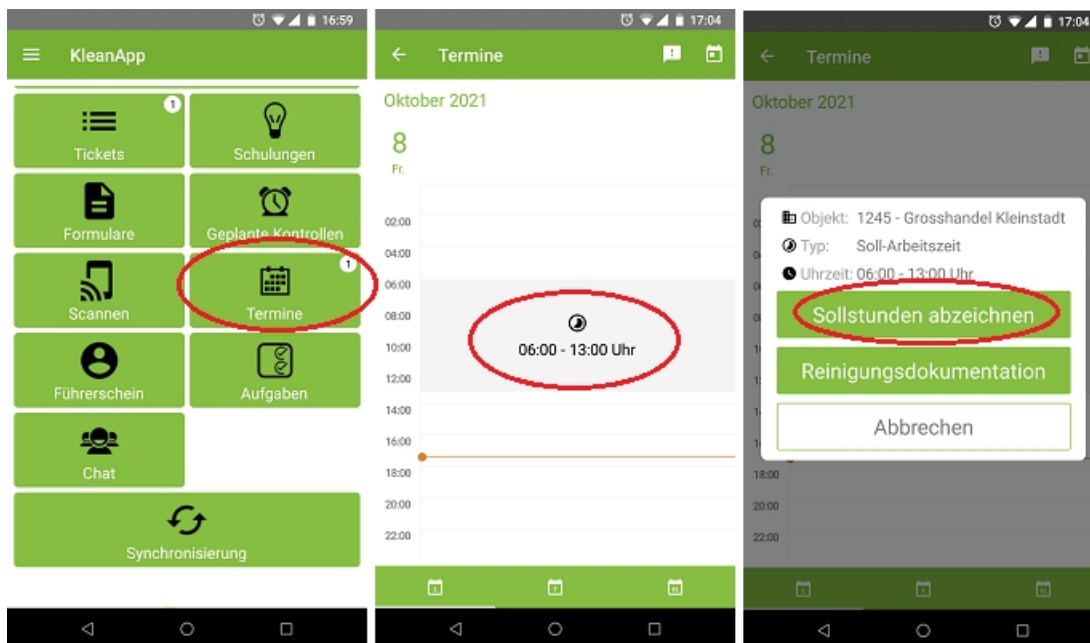 16:59
KleanApp
1
Tickets
Schulungen
Formulare
Geplante Kontrollen
Scannen
1
Termine
Führerschein
Aufgaben
Chat
Synchronisierung
17:04
Termine
Oktober 2021
8
Fr.
02:00
04:00
06:00
08:00
10:00
06:00 - 13:00 Uhr
12:00
14:00
16:00
18:00
20:00
22:00
17:04
Termine
Oktober 2021
8
Fr.
Objekt: 1245 - Grosshandel Kleinstadt
Typ: Soll-Arbeitszeit
Uhrzeit: 06:00 - 13:00 Uhr
Sollstunden abzeichnen
Reinigungsdokumentation
Abbrechen
18:00
20:00
22:00